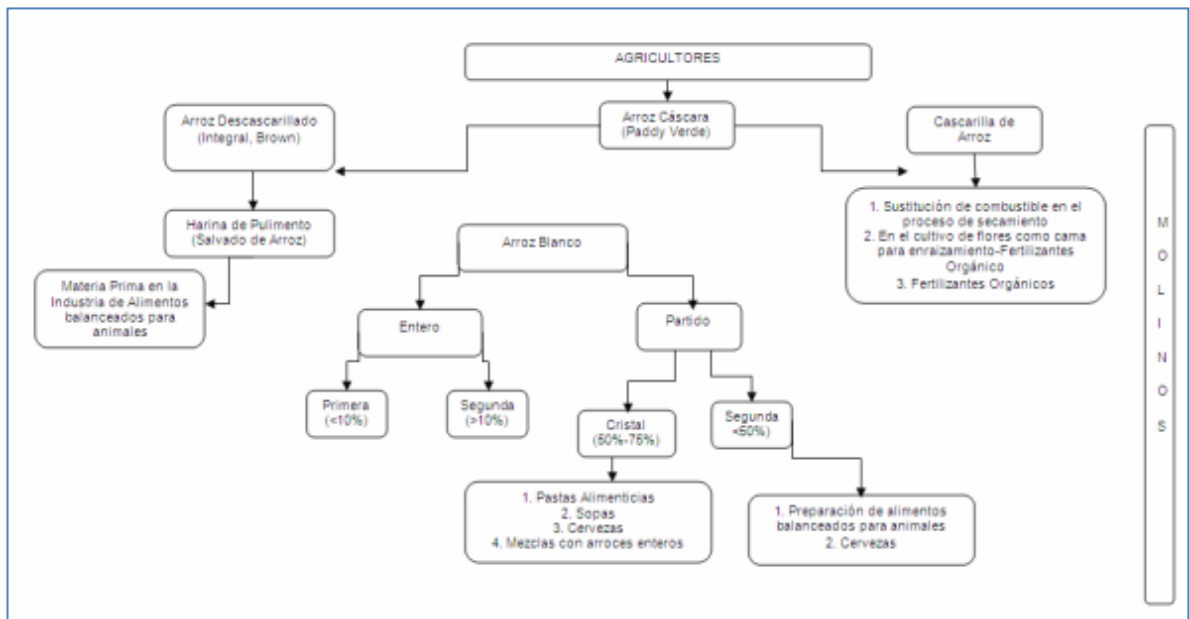 AGRICULTORES
Arroz Descascarillado
(Integral, Brown)
Arroz Cáscara
(Paddy Verde)
Cascarilla de
Arroz
Harina de Pulimento
(Salvado de Arroz)
1. Sustitución de combustible en el
proceso de secamiento
2. En el cultivo de flores como cama
para enraizamiento-Fertilizantes
Orgánico
3. Fertilizantes Orgánicos
Arroz Blanco
Materia Prima en la
Industria de Alimentos
balanceados para
animales
Entero
Partido
Primera
(<10%)
Segunda
(>10%)
Cristal
(60%-75%)
Segunda
<50%)
1. Pastas Alimenticias
2. Sopas
3. Cervezas
4. Mezclas con arroces enteros
1. Preparación de alimentos
balanceados para animales
2. Cervezas
M
O
L
I
N
O
S